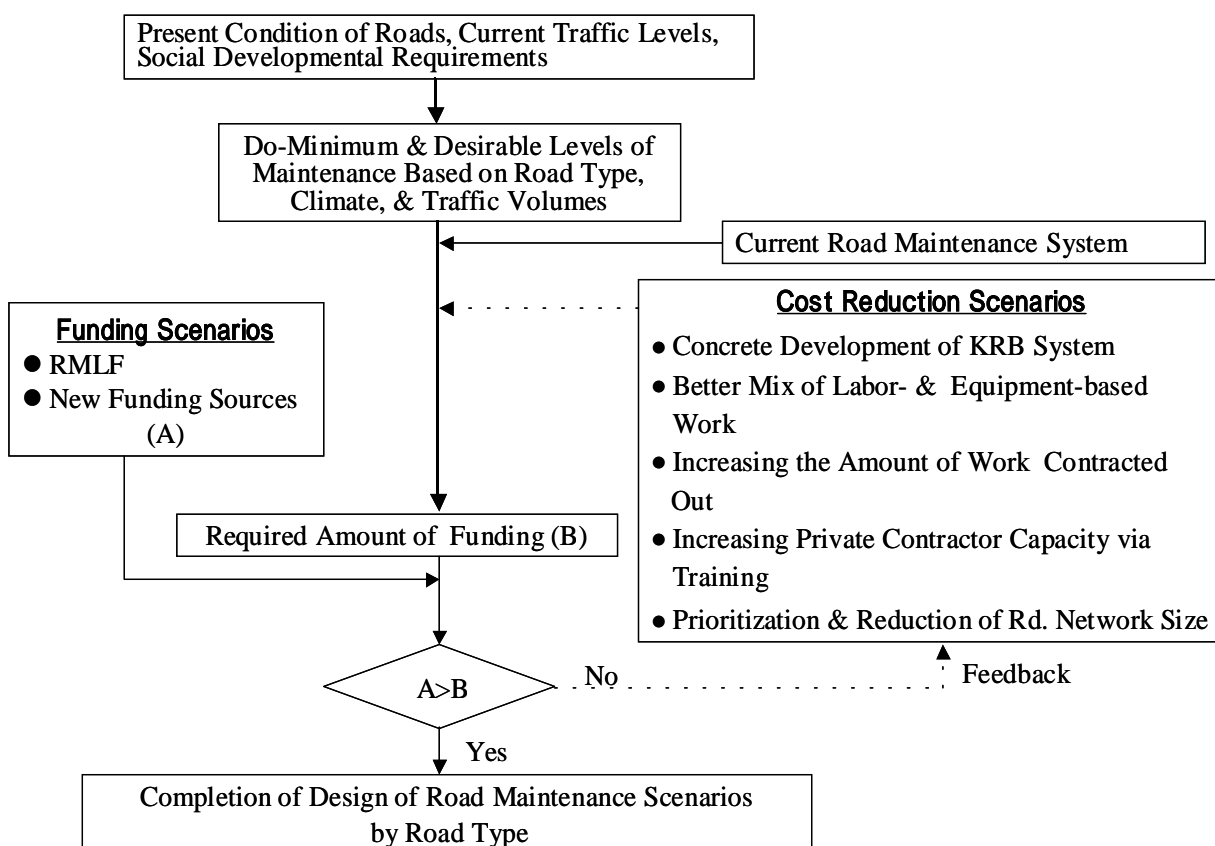 Present Condition of Roads, Current Traffic Levels,
Social Developmental Requirements
Do-Minimum & Desirable Levels of
Maintenance Based on Road Type,
Climate, & Traffic Volumes
Current Road Maintenance System
Funding Scenarios
● RMLF
● New Funding Sources
(A)
Cost Reduction Scenarios
● Concrete Development of KRB System
● Better Mix of Labor- & Equipment-based
Work
● Increasing the Amount of Work Contracted
Out
● Increasing Private Contractor Capacity via
Training
● Prioritization & Reduction of Rd. Network Size
Required Amount of Funding (B)
A>B
No
Feedback
Yes
Completion of Design of Road Maintenance Scenarios
by Road Type